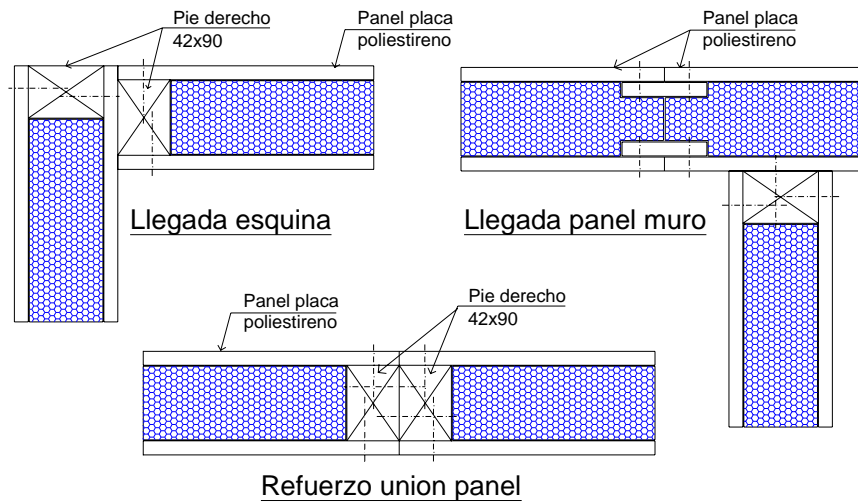 Pie derecho
42x90
Panel placa
poliestireno
Panel placa
poliestireno
Llegada esquina
Llegada panel muro
Panel placa
poliestireno
Pie derecho
42x90
Refuerzo union panel